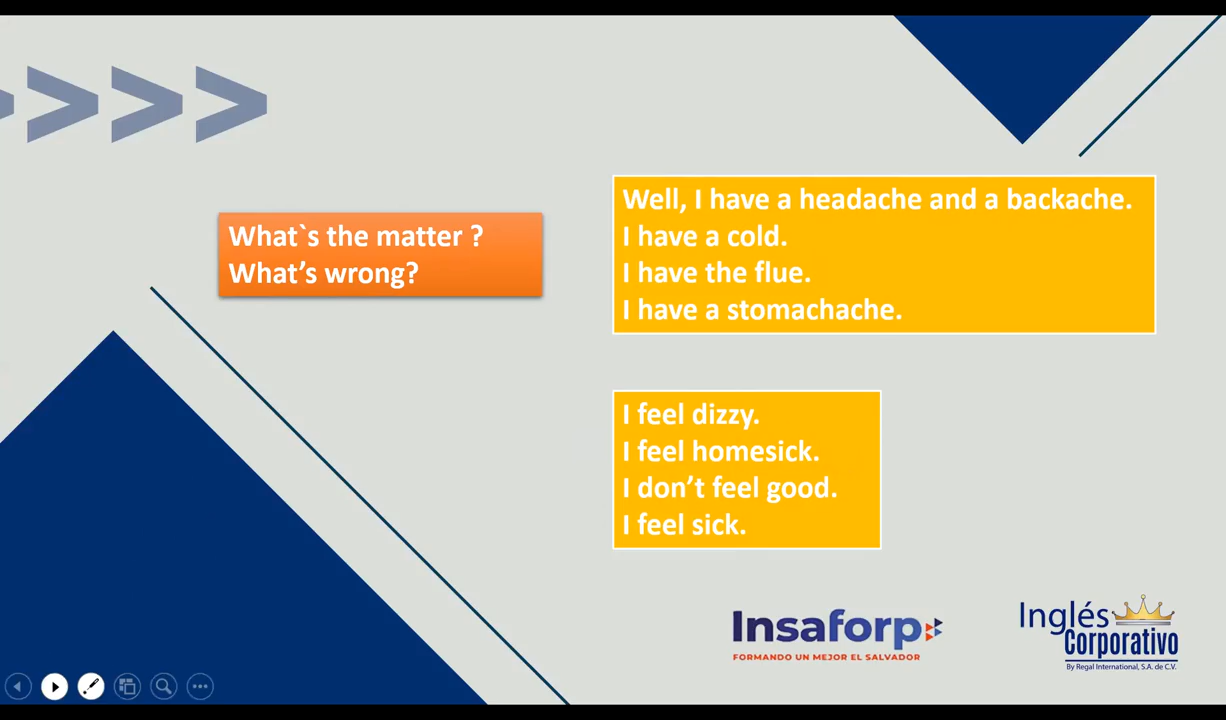 >>>>
What`s the matter ?
What’s wrong?
Well, I have a headache and a backache.
I have a cold.
I have the flue.
I have a stomachache.
I feel dizzy.
I feel homesick.
I don’t feel good.
I feel sick.
Insaforp
FORMANDO UN MEJOR EL SALVADOR
Inglés
Corporativo
By Regal International, S.A. de C.V.